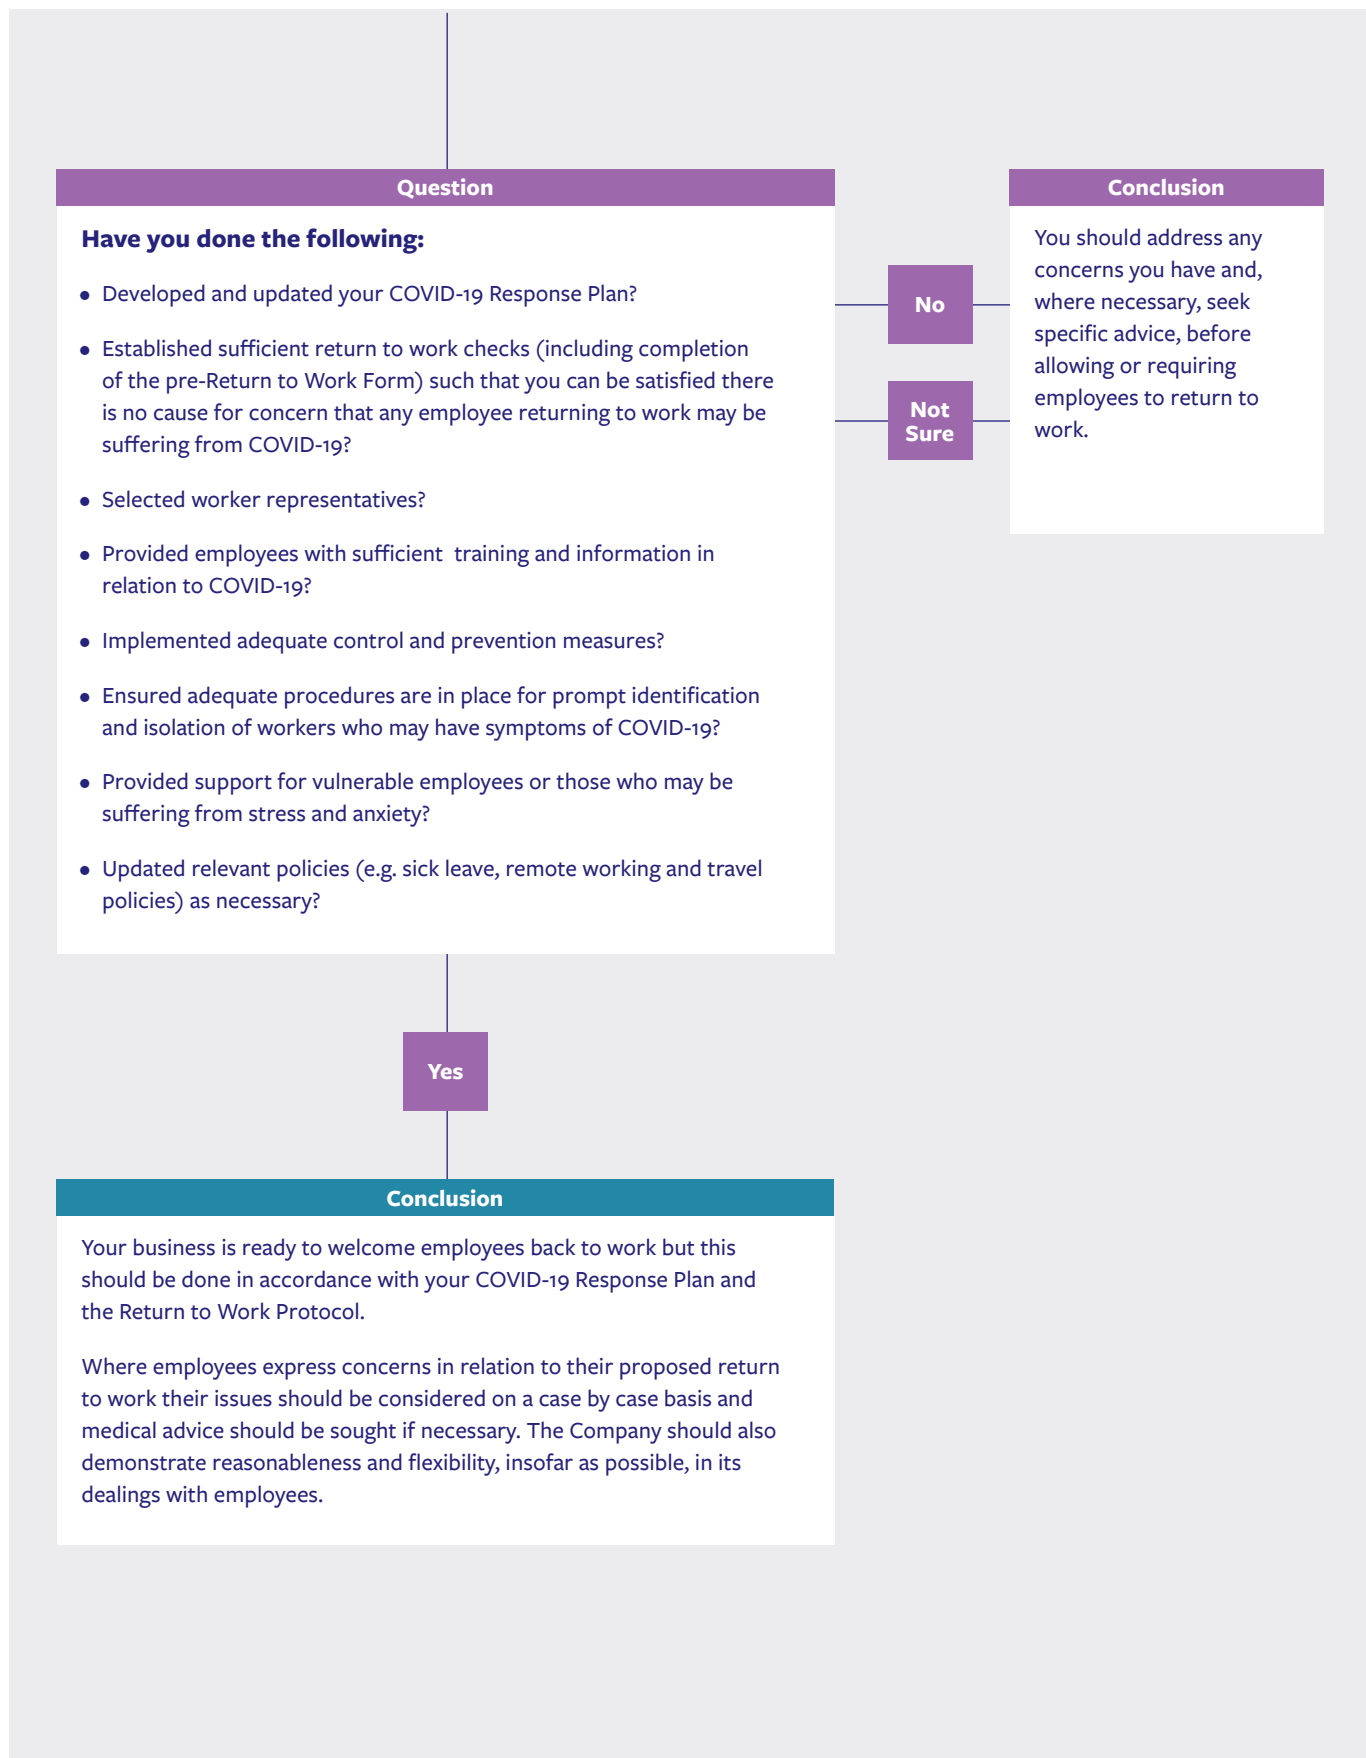 Question
Have you done the following:
• Developed and updated your COVID-19 Response Plan?
• Established sufficient return to work checks (including completion
of the pre-Return to Work Form) such that you can be satisfied there
is no cause for concern that any employee returning to work may be
suffering from COVID-19?
• Selected worker representatives?
• Provided employees with sufficient  training and information in
relation to COVID-19?
• Implemented adequate control and prevention measures?
• Ensured adequate procedures are in place for prompt identification
and isolation of workers who may have symptoms of COVID-19?
• Provided support for vulnerable employees or those who may be
suffering from stress and anxiety?
• Updated relevant policies (e.g. sick leave, remote working and travel
policies) as necessary?
No
Not
Sure
Conclusion
You should address any
concerns you have and,
where necessary, seek
specific advice, before
allowing or requiring
employees to return to
work.
Yes
Conclusion
Your business is ready to welcome employees back to work but this
should be done in accordance with your COVID-19 Response Plan and
the Return to Work Protocol.
Where employees express concerns in relation to their proposed return
to work their issues should be considered on a case by case basis and
medical advice should be sought if necessary. The Company should also
demonstrate reasonableness and flexibility, insofar as possible, in its
dealings with employees.